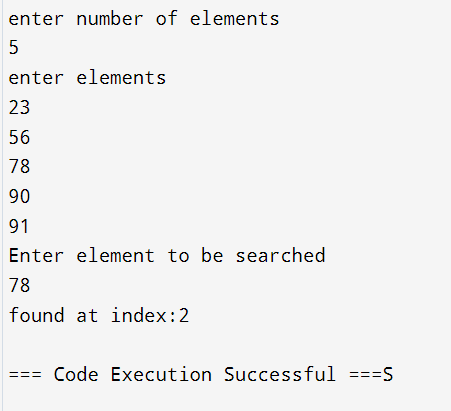 enter number of elements
5
enter elements
23
56
78
90
91
Enter element to be searched
78
found at index:2
=== Code Execution Successful ===S